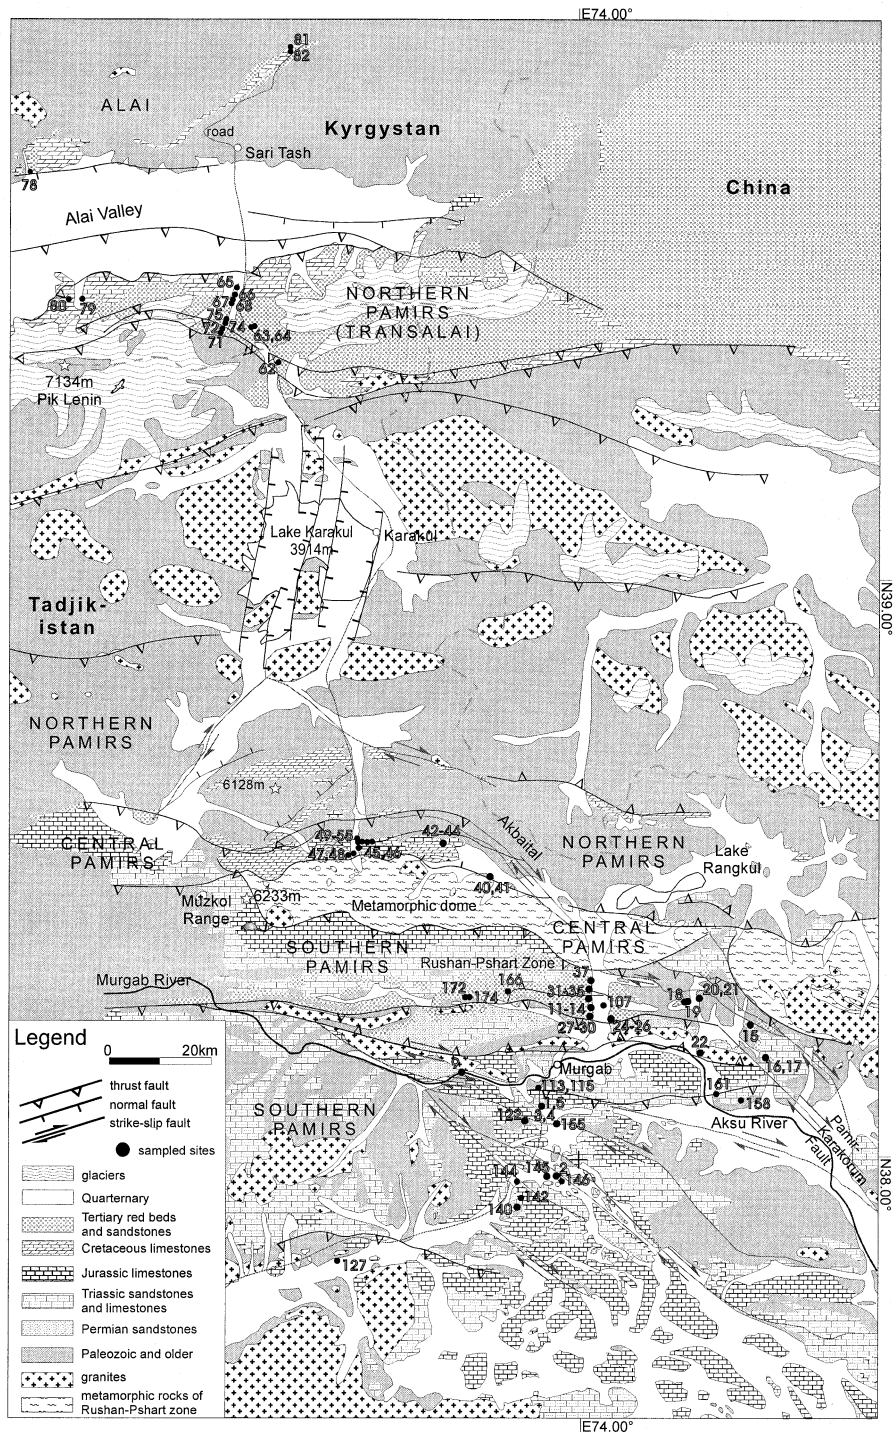 E74.00°
81
82
ALAI
road
Kyrgystan
Sari Tash
78
China
Alai Valley
65
66
67
68
80
79
75
72
74
71
63,64
NORTHERN
PAMIRS
(TRANSALAI)
62
7134m
Pik Lenin
Lake Karakul
3914m
Karakul
N39.00°
Tadjik-
istan
NORTHERN
PAMIRS
6128m
CENTRAL
PAMIRS
49-55
47,48
45,46
42-44
Akbaital
NORTHERN
PAMIRS
Lake
Rangkul
40,41
Muzkol
Range
6233m
Metamorphic dome
CENTRAL
PAMIRS
SOUTHERN
PAMIRS
Rushan-Pshart Zone
Murgab River
37
172
174
166
31-35
11-14
27-30
107
24-26
18
19
20,21
15
22
16,17
Murgab
113,115
161
158
Aksu River
122
3,4
155
SOUTHERN
PAMIRS
Pamir-
Karakorum
Fault
N38.00°
144
145
2
146
142
140
127
Legend
0 20km
thrust fault
normal fault
strike-slip fault
sampled sites
glaciers
Quarternary
Tertiary red beds
and sandstones
Cretaceous limestones
Jurassic limestones
Triassic sandstones
and limestones
Permian sandstones
Paleozoic and older
granites
metamorphic rocks of
Rushan-Pshart zone
E74.00°